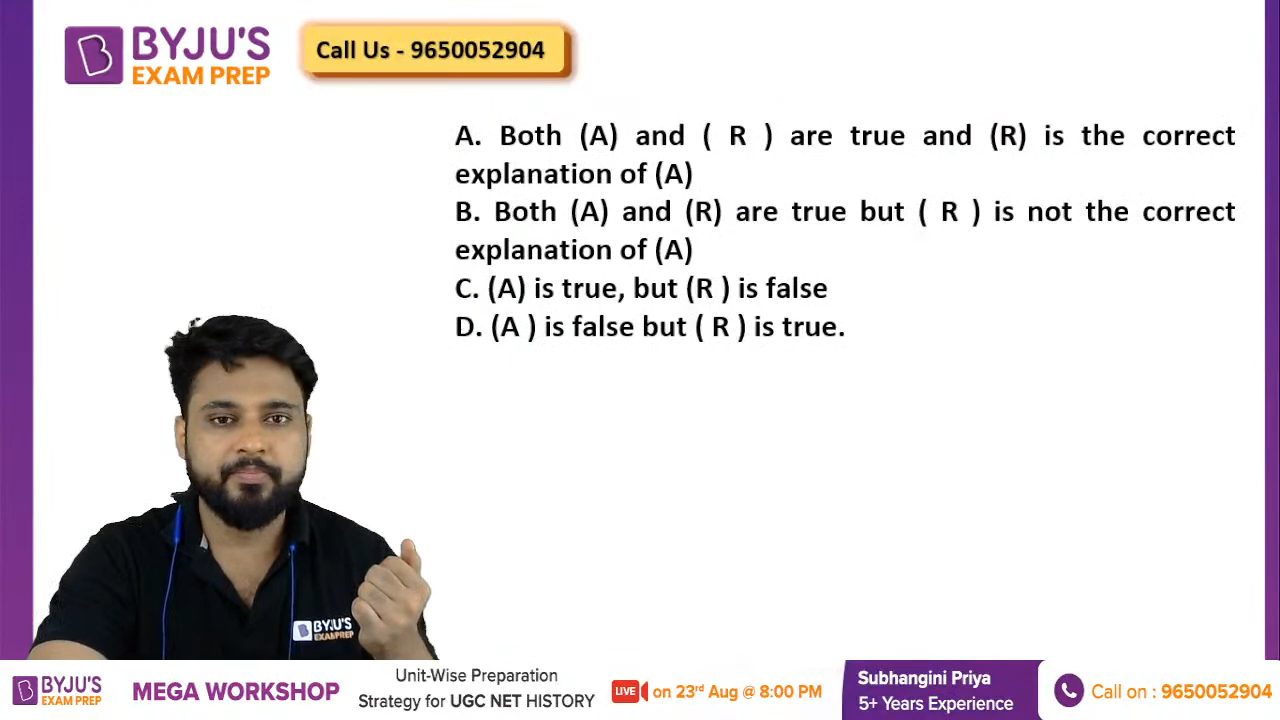 BYJU'S
EXAM PREP
Call Us - 9650052904
A. Both (A) and ( R ) are true and (R) is the correct
explanation of (A)
B. Both (A) and (R) are true but ( R ) is not the correct
explanation of (A)
C. (A) is true, but (R ) is false
D. (A ) is false but ( R ) is true.
BYJU'S
EXAM PREP
BYJU'S
EXAM PREP
MEGA WORKSHOP
Unit-Wise Preparation
Strategy for UGC NET HISTORY
LIVE on 23rd Aug @ 8:00 PM
Subhangini Priya
5+ Years Experience
Call on : 9650052904